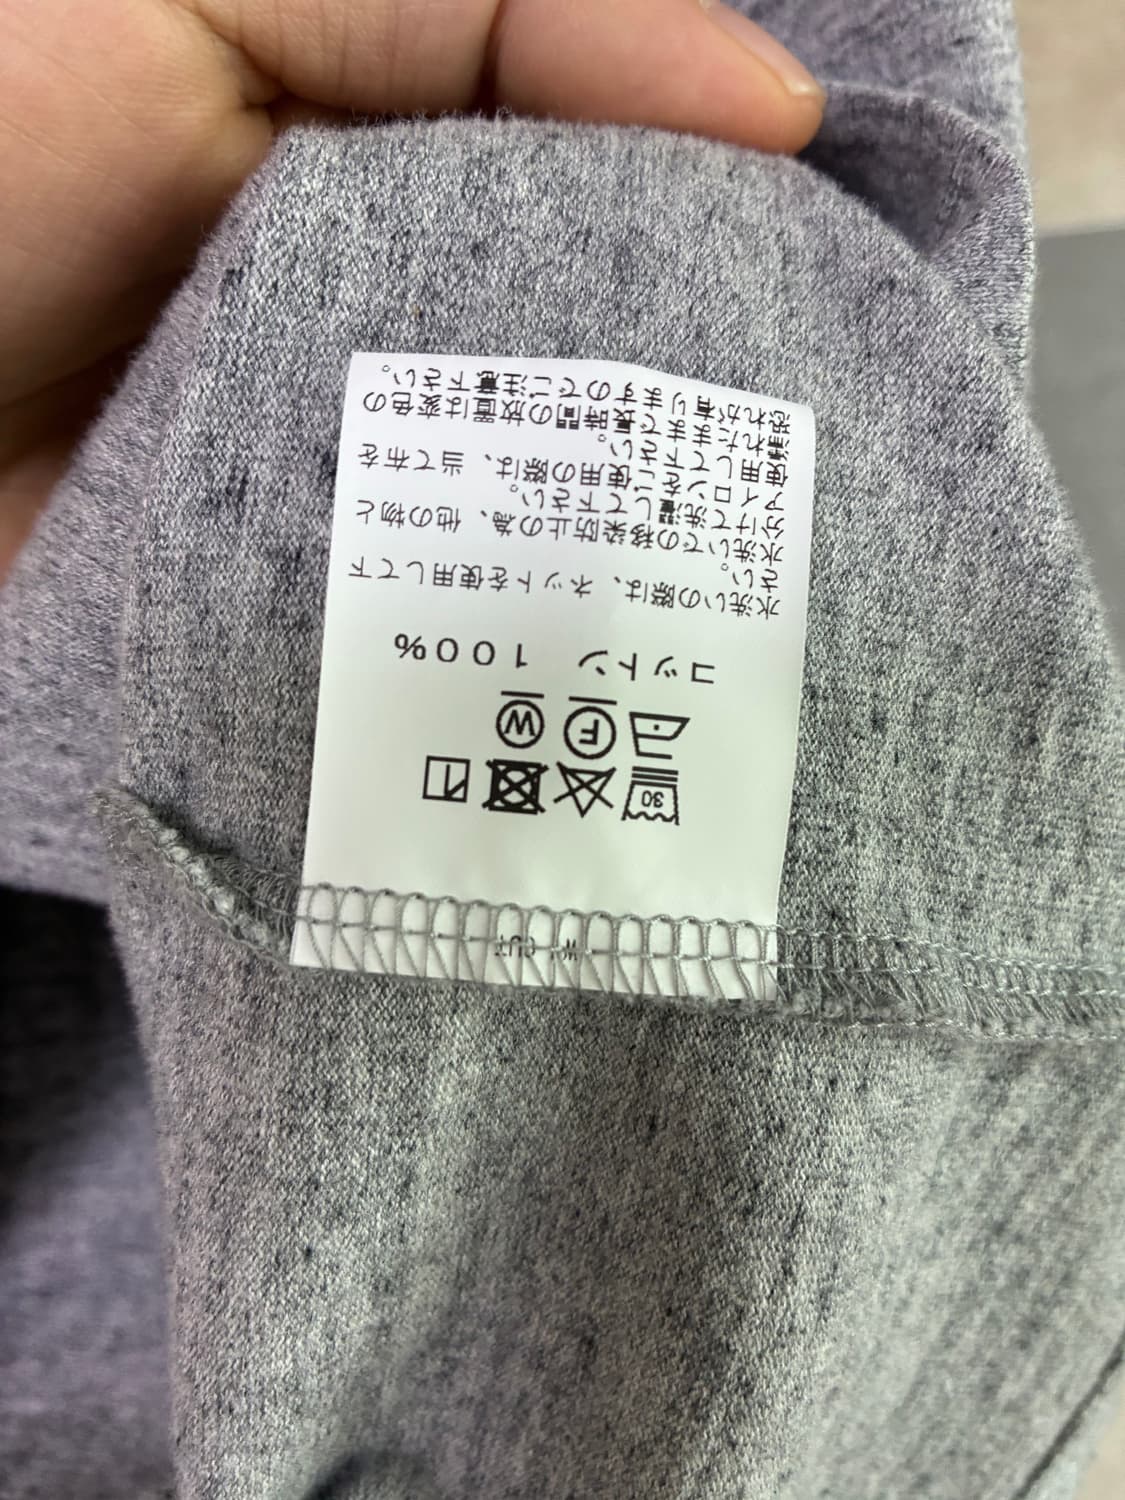 30
F W
コットン 100%
水洗いの際は、ネットを使用して下
さい。
水洗いでの移染防止の為、他の物と
分けて洗濯して下さい。
アイロンをご使用の際は、当て布を
使用して下さい。
濡れたままで長時間の放置は変色の
恐れが有りますのでご注意下さい。